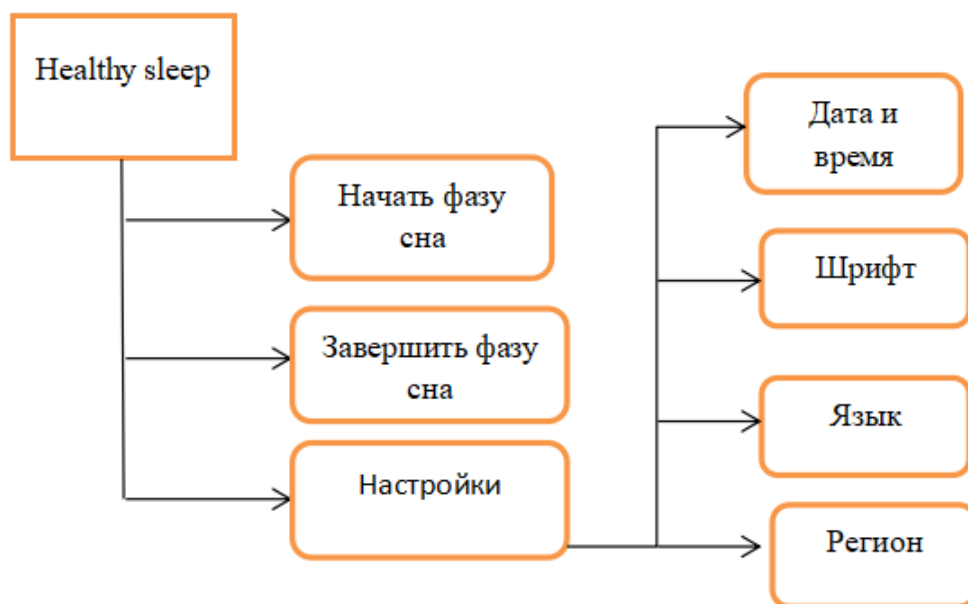 Healthy sleep
Начать фазу
сна
Завершить фазу
сна
Настройки
Дата и
время
Шрифт
Язык
Регион